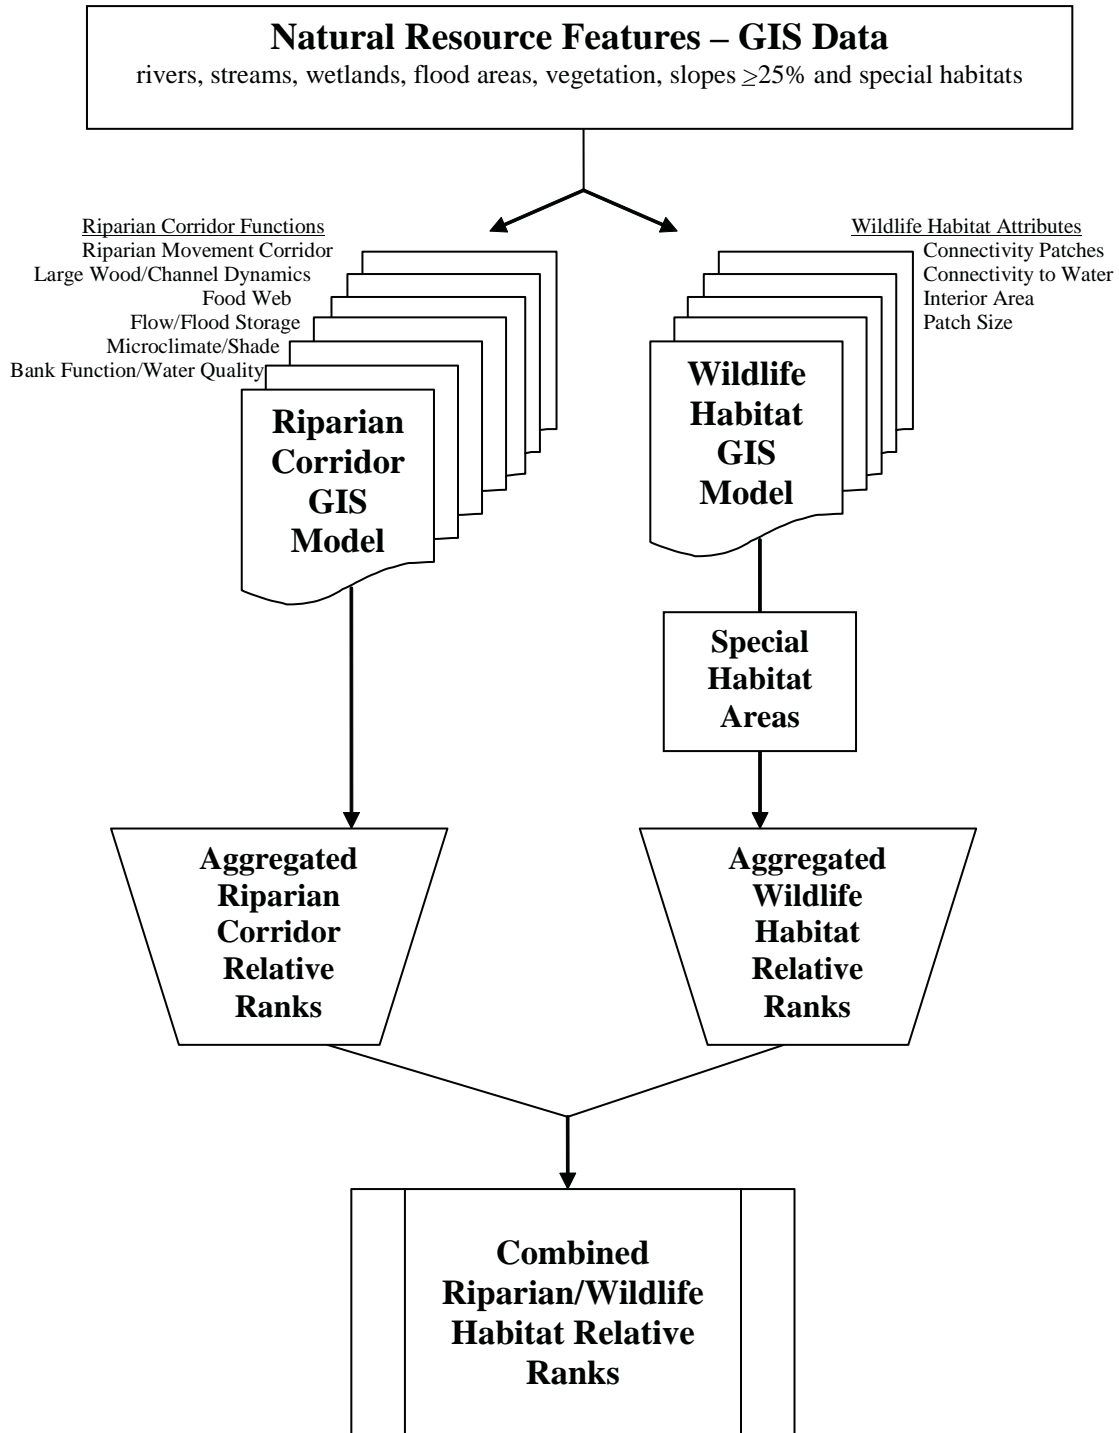 Natural Resource Features – GIS Data
rivers, streams, wetlands, flood areas, vegetation, slopes ≥25% and special habitats
Riparian Corridor Functions
Riparian Movement Corridor
Large Wood/Channel Dynamics
Food Web
Flow/Flood Storage
Microclimate/Shade
Bank Function/Water Quality
Wildlife Habitat Attributes
Connectivity Patches
Connectivity to Water
Interior Area
Patch Size
Riparian
Corridor
GIS
Model
Wildlife
Habitat
GIS
Model
Special
Habitat
Areas
Aggregated
Riparian
Corridor
Relative
Ranks
Aggregated
Wildlife
Habitat
Relative
Ranks
Combined
Riparian/Wildlife
Habitat Relative
Ranks